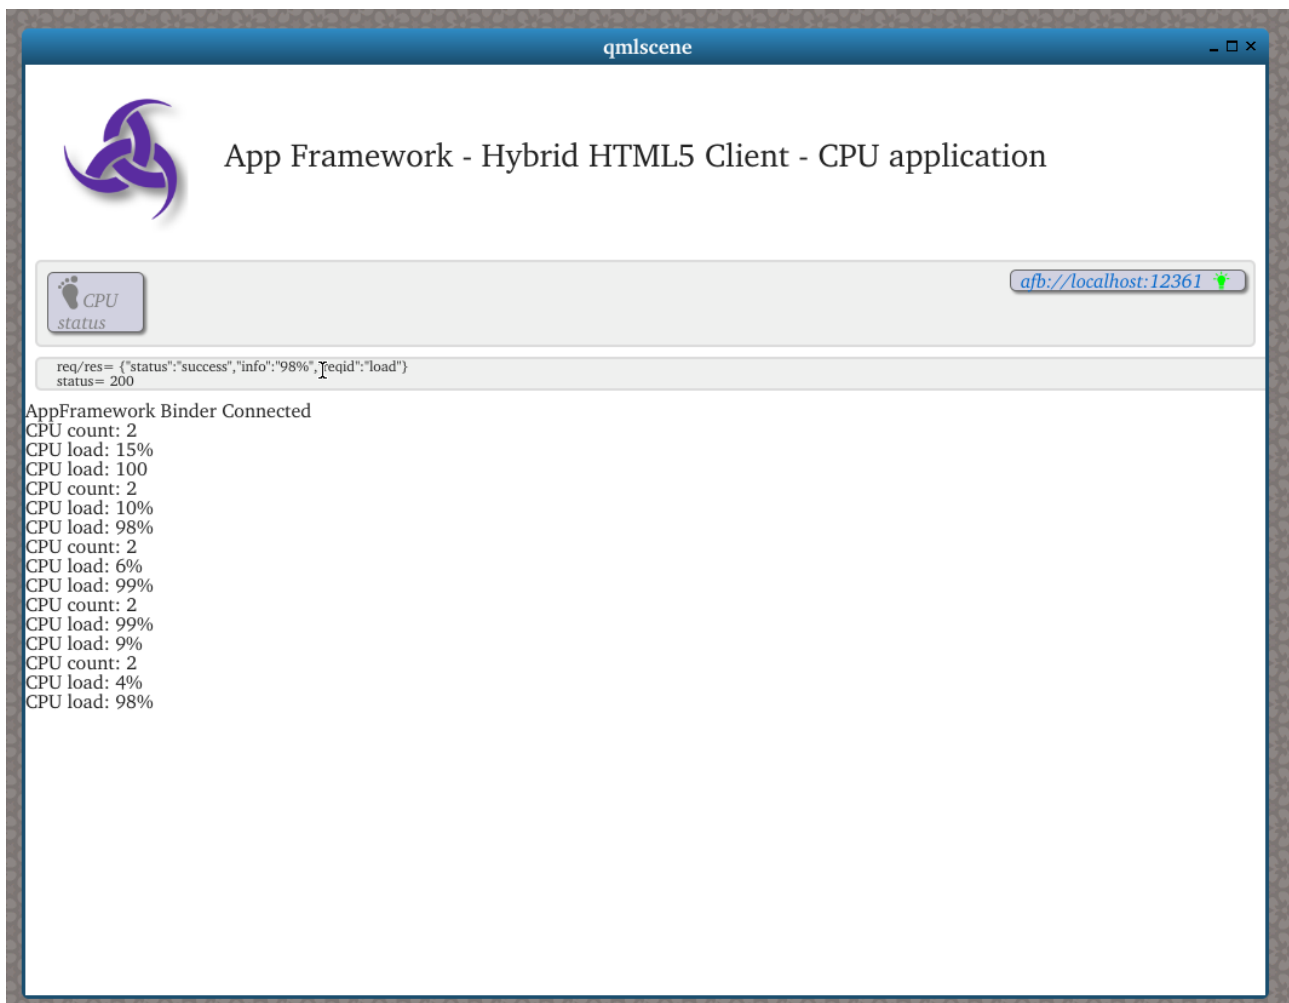 qmlscene
App Framework - Hybrid HTML5 Client - CPU application
CPU
status
afb://localhost:12361
req/res= {"status":"success","info":"98%","reqid":"load"}
status= 200
AppFramework Binder Connected
CPU count: 2
CPU load: 15%
CPU load: 100
CPU count: 2
CPU load: 10%
CPU load: 98%
CPU count: 2
CPU load: 6%
CPU load: 99%
CPU count: 2
CPU load: 99%
CPU load: 9%
CPU count: 2
CPU load: 4%
CPU load: 98%